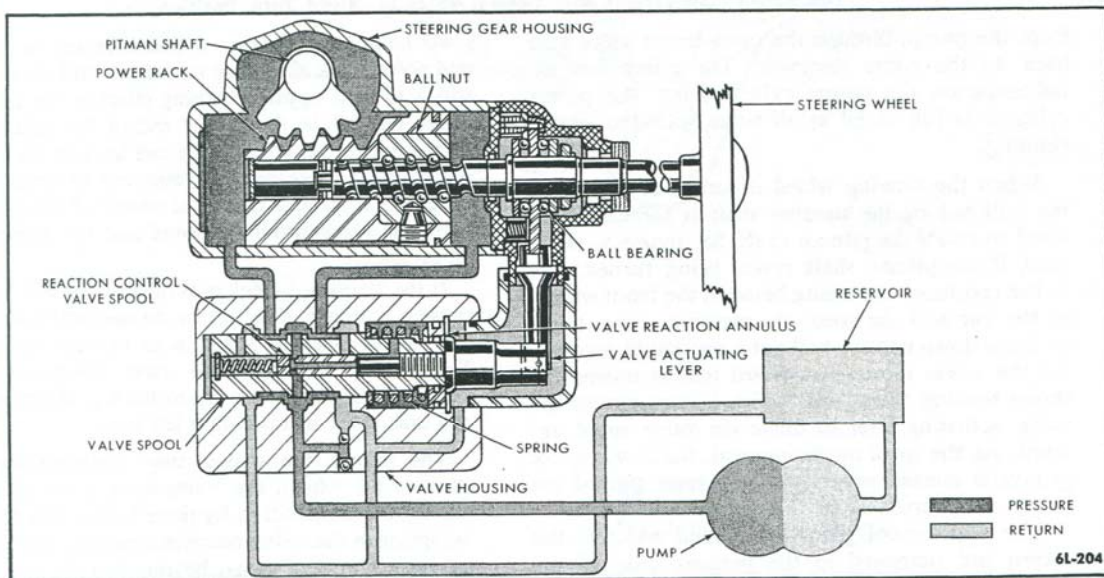 STEERING GEAR HOUSING
PITMAN SHAFT
POWER RACK
BALL NUT
STEERING WHEEL
BALL BEARING
REACTION CONTROL
VALVE SPOOL
RESERVOIR
VALVE REACTION ANNULUS
VALVE ACTUATING
LEVER
VALVE SPOOL
SPRING
VALVE HOUSING
PUMP
PRESSURE
RETURN
6L-204